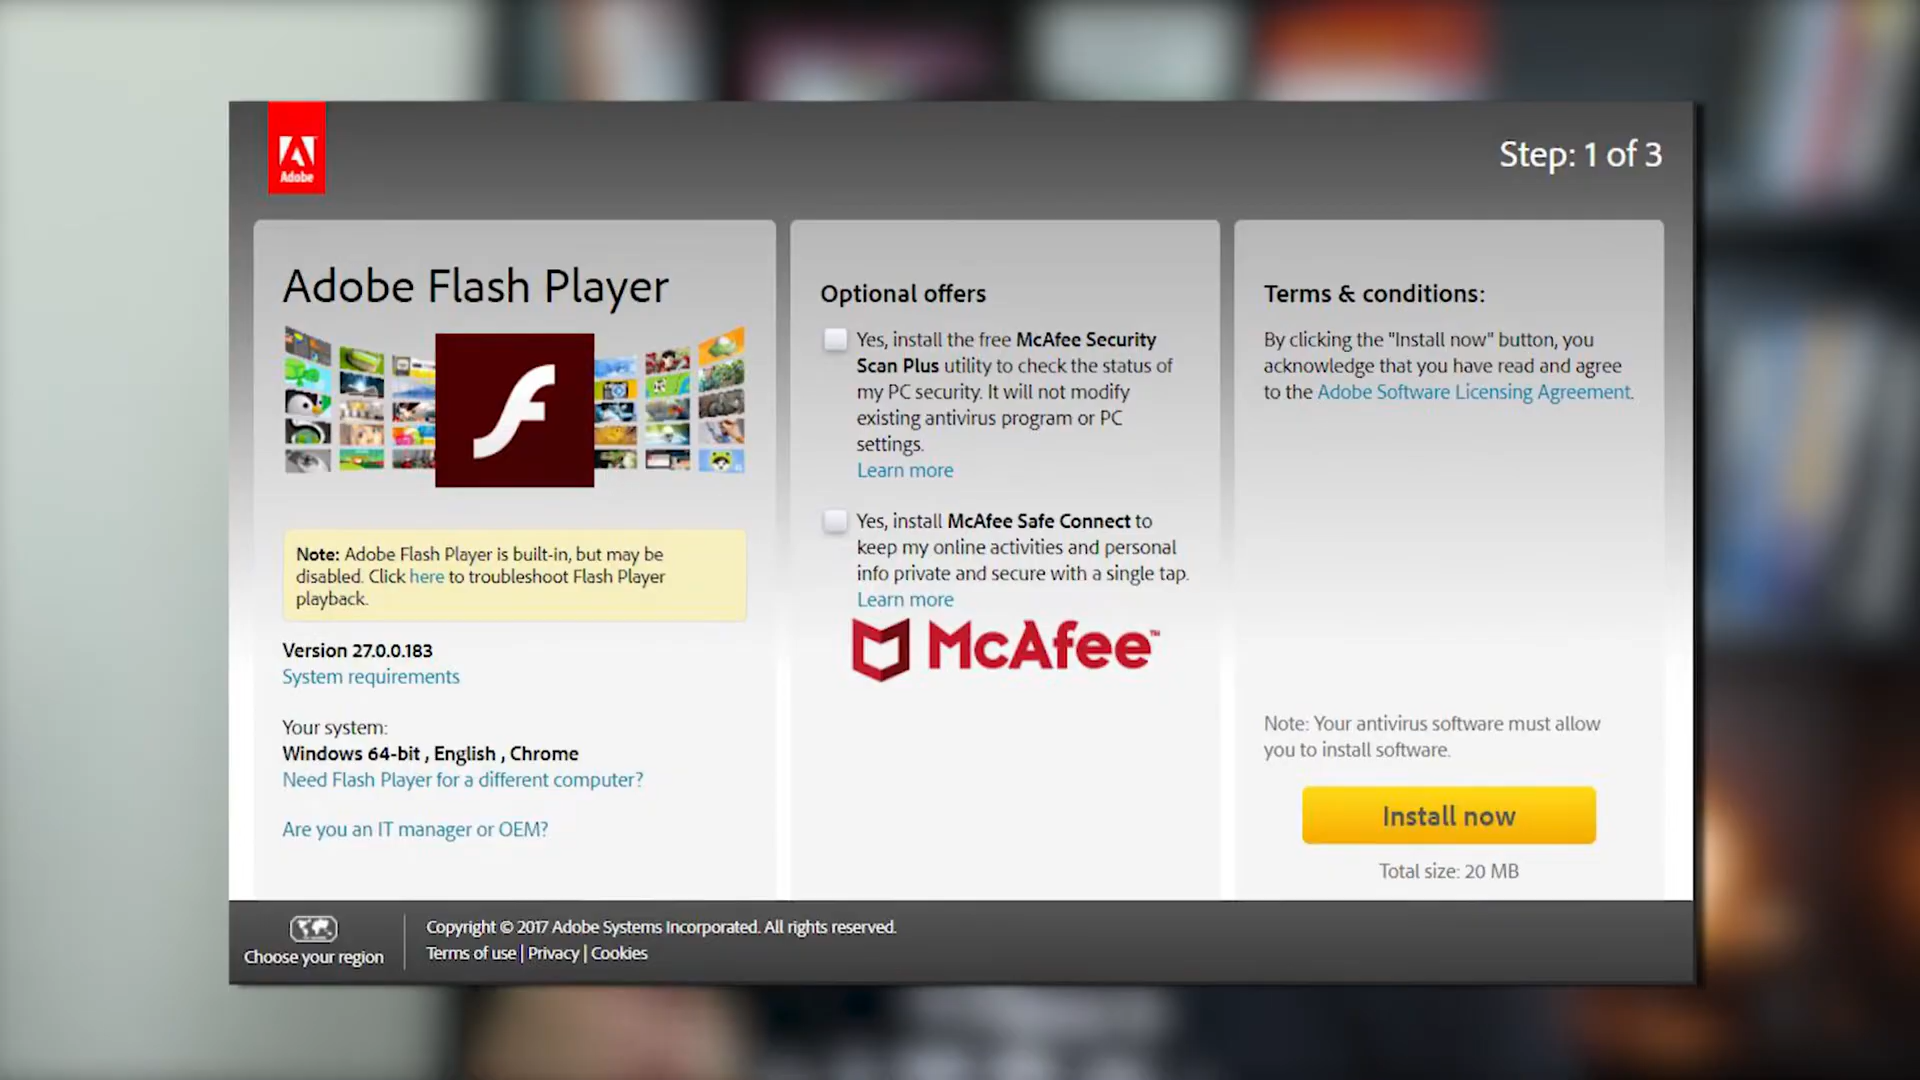 Adobe
Step: 1 of 3
Adobe Flash Player
Note: Adobe Flash Player is built-in, but may be
disabled. Click here to troubleshoot Flash Player
playback.
Version 27.0.0.183
System requirements
Your system:
Windows 64-bit , English , Chrome
Need Flash Player for a different computer?
Are you an IT manager or OEM?
Optional offers
Yes, install the free McAfee Security
Scan Plus utility to check the status of
my PC security. It will not modify
existing antivirus program or PC
settings.
Learn more
Yes, install McAfee Safe Connect to
keep my online activities and personal
info private and secure with a single tap.
Learn more
McAfee™
Terms & conditions:
By clicking the "Install now" button, you
acknowledge that you have read and agree
to the Adobe Software Licensing Agreement.
Note: Your antivirus software must allow
you to install software.
Install now
Total size: 20 MB
Choose your region
Copyright © 2017 Adobe Systems Incorporated. All rights reserved.
Terms of use | Privacy | Cookies